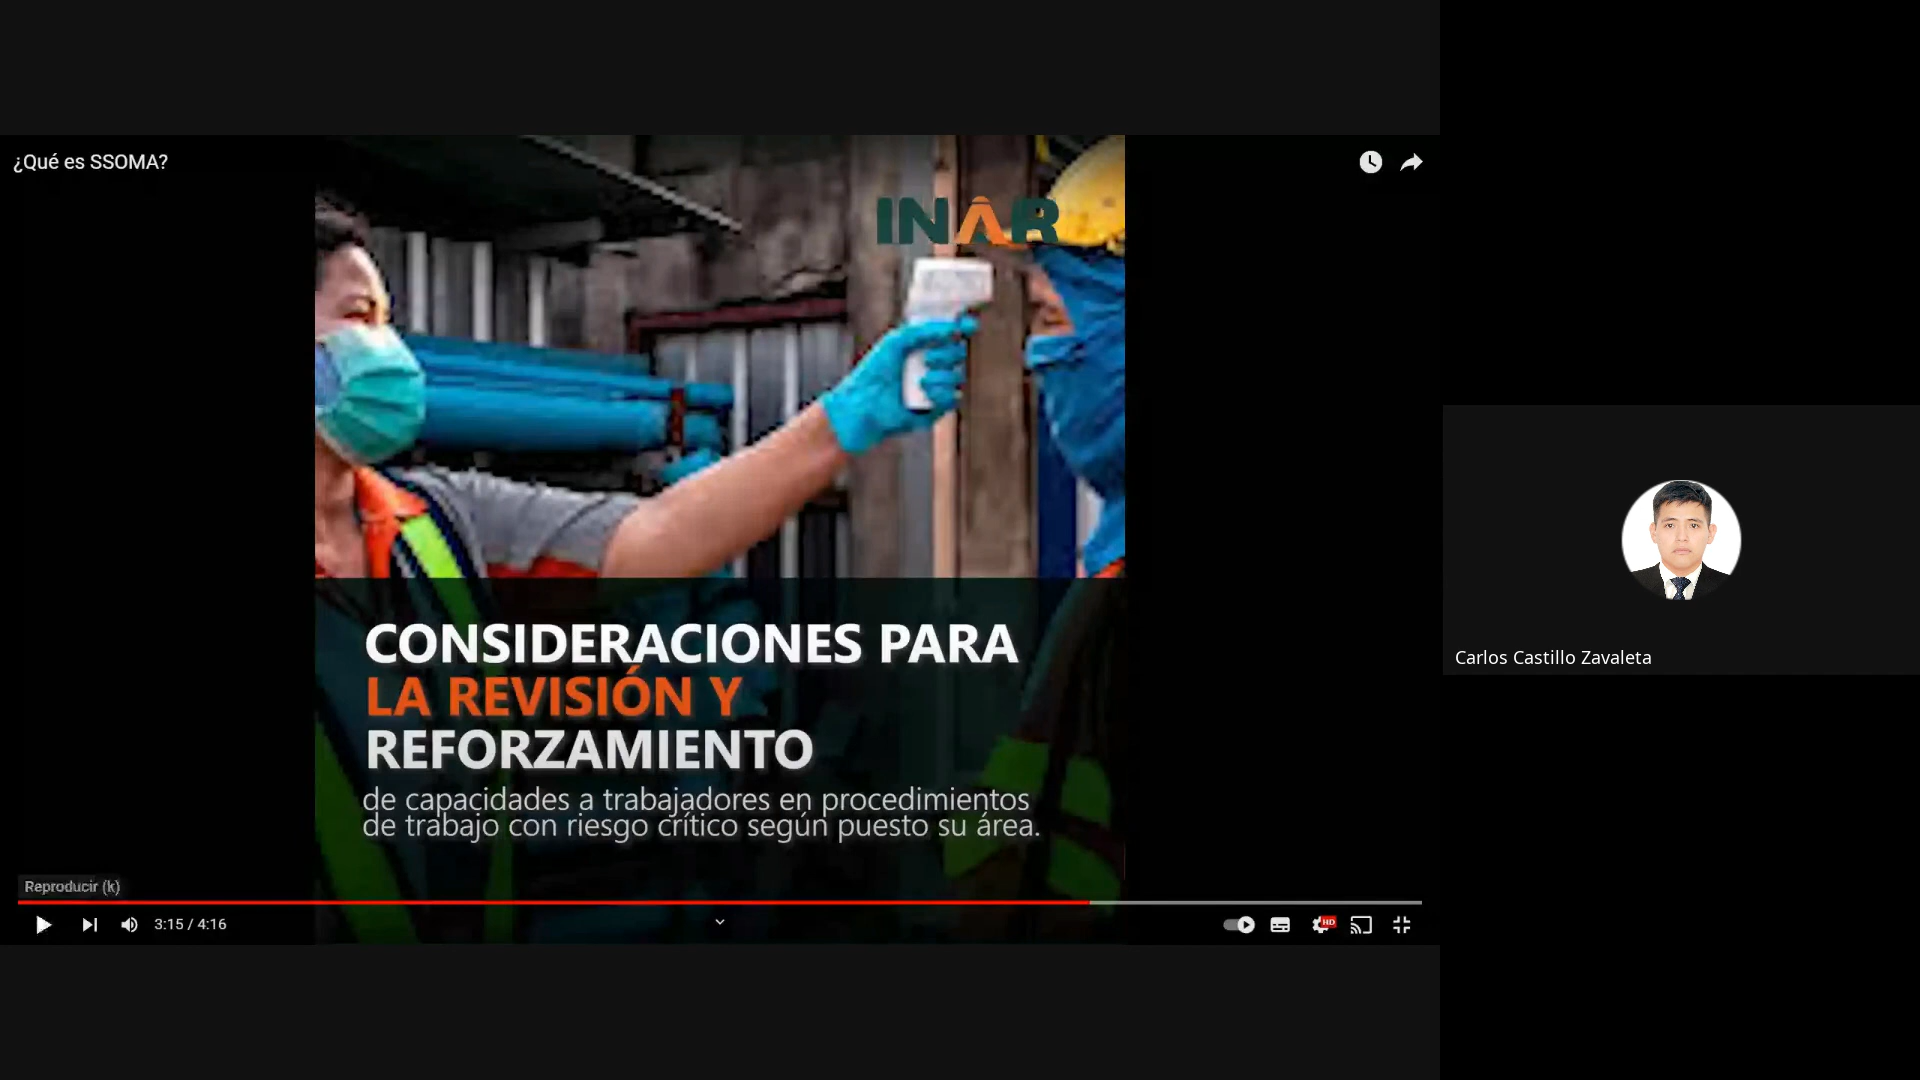 ¿Qué es SSOMA?
INAR
CONSIDERACIONES PARA
LA REVISIÓN Y
REFORZAMIENTO
de capacidades a trabajadores en procedimientos
de trabajo con riesgo crítico según puesto su área.
Reproducir (k)
3:15 / 4:16
HD
Carlos Castillo Zavaleta